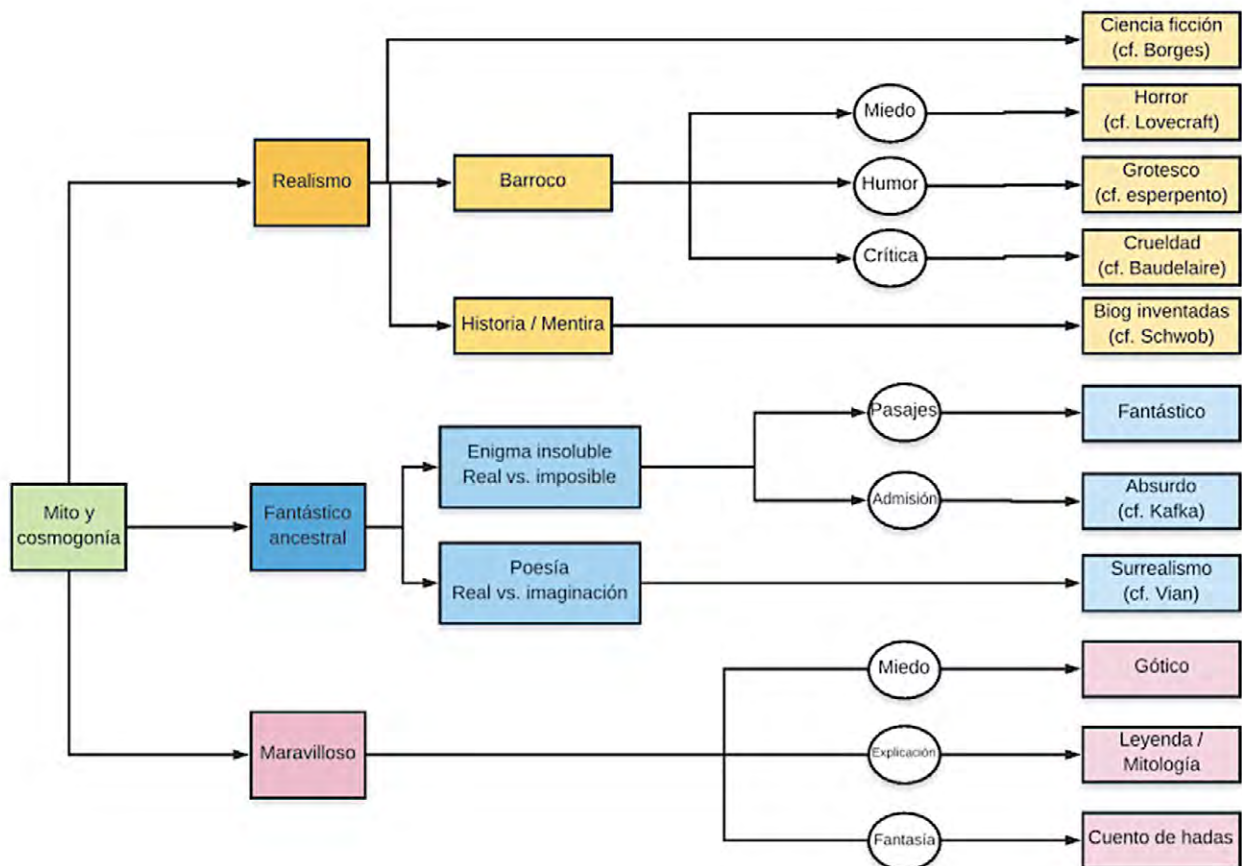 Ciencia ficción
(cf. Borges)
Miedo
Horror
(cf. Lovecraft)
Realismo
Barroco
Humor
Grotesco
(cf. esperpento)
Crítica
Crueldad
(cf. Baudelaire)
Historia / Mentira
Biog inventadas
(cf. Schwob)
Pasajes
Fantástico
Enigma insoluble
Real vs. imposible
Mito y
cosmogonía
Fantástico
ancestral
Admisión
Absurdo
(cf. Kafka)
Poesía
Real vs. imaginación
Surrealismo
(cf. Vian)
Miedo
Gótico
Maravilloso
Explicación
Leyenda /
Mitología
Fantasía
Cuento de hadas